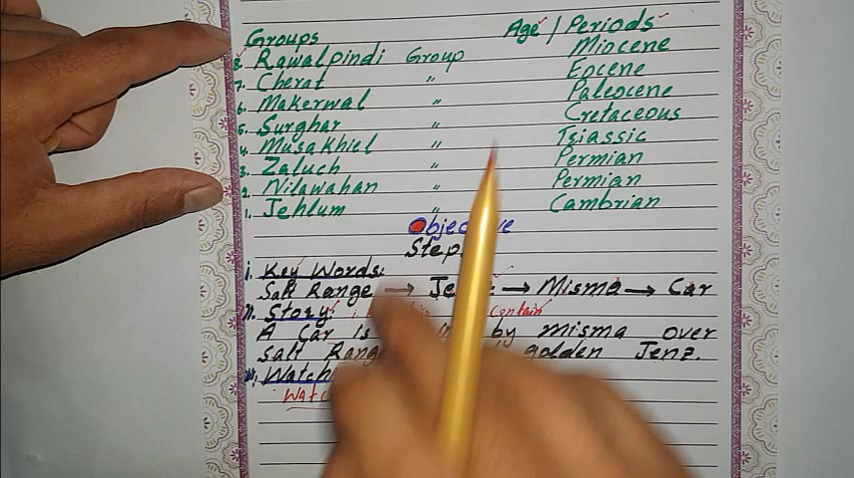 Groups Age | Periods
8. Rawalpindi Group Miocene
7. Cherat " Eocene
6. Makerwal " Paleocene
5. Surghar " Cretaceous
4. Musakhiel " Triassic
3. Zaluch " Permian
2. Nilawahan " Permian
1. Jehlum " Cambrian
Step
i. Key Words:
Salt Range → → Misma → Car
ii. Story: contain
A Car is by misma over
Salt Range golden Jenz.
iii. Watch